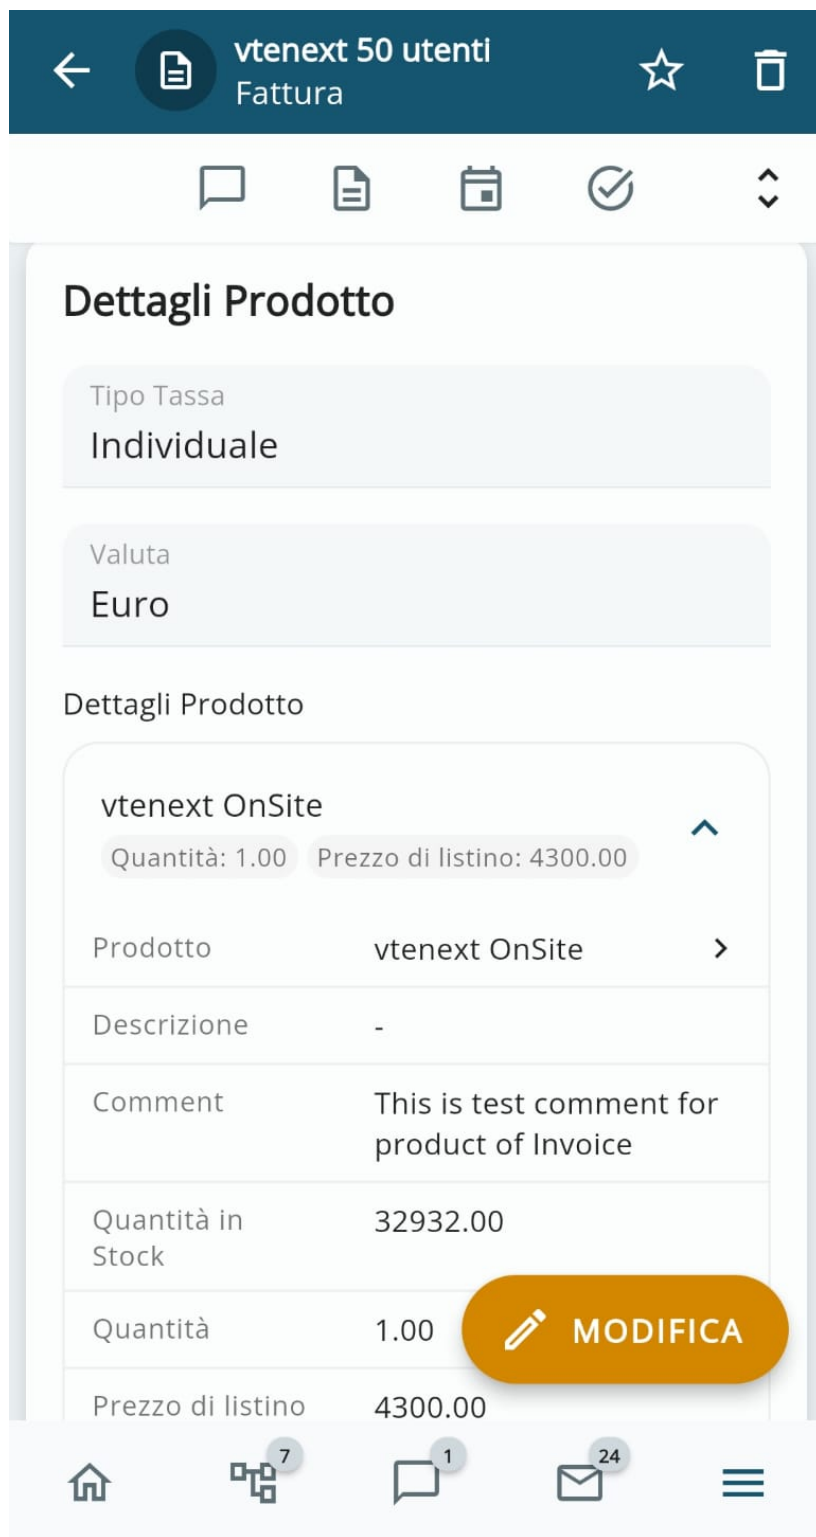 vtenext 50 utenti
Fattura
Dettagli Prodotto
Tipo Tassa
Individuale
Valuta
Euro
Dettagli Prodotto
vtenext OnSite
Quantità: 1.00 Prezzo di listino: 4300.00
Prodotto vtenext OnSite
Descrizione -
Comment This is test comment for
product of Invoice
Quantità in 32932.00
Stock
Quantità 1.00
MODIFICA
Prezzo di listino 4300.00
7 1 24